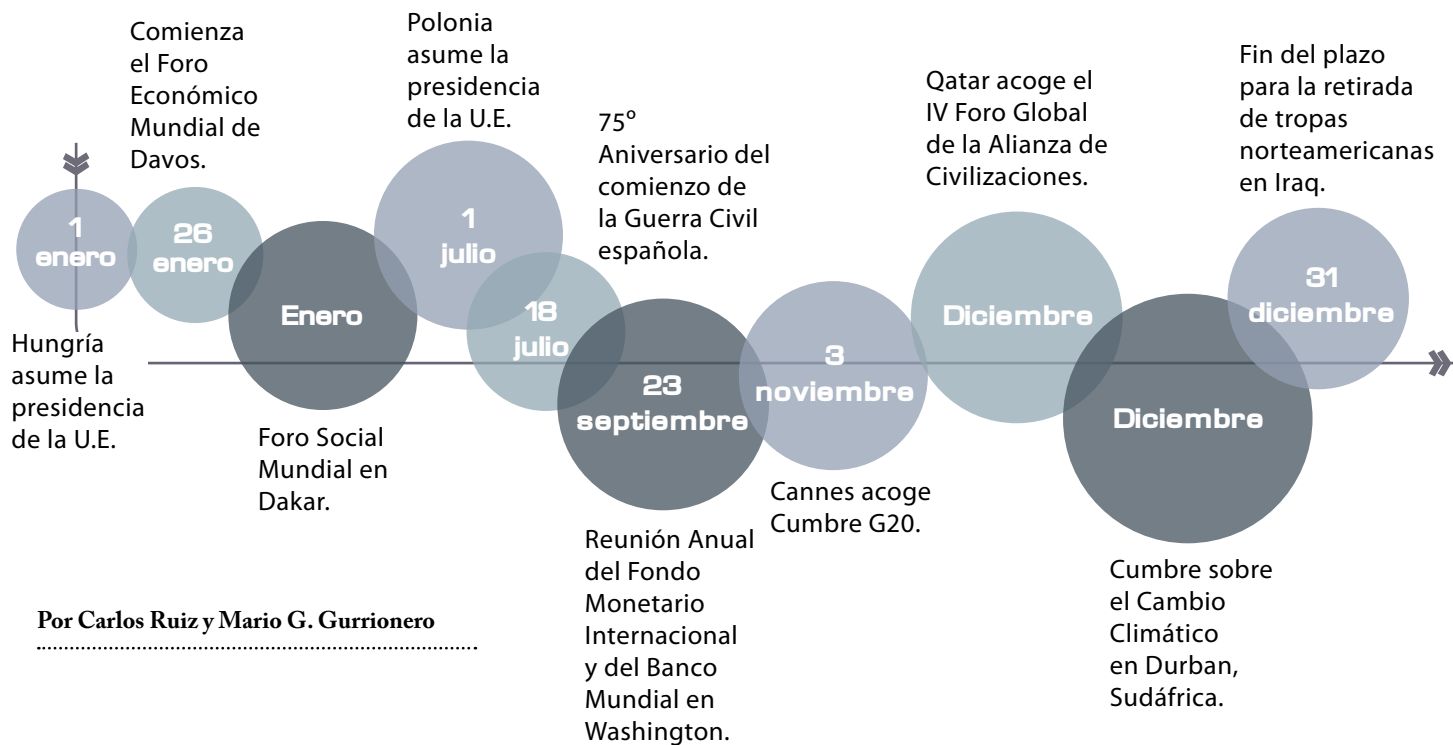 1
enero
Hungría
asume la
presidencia
de la U.E.
Comienza
el Foro
Económico
Mundial de
Davos.
26
enero
Enero
Foro Social
Mundial en
Dakar.
Polonia
asume la
presidencia
de la U.E.
1
julio
18
julio
75º
Aniversario del
comienzo de
la Guerra Civil
española.
23
septiembre
Reunión Anual
del Fondo
Monetario
Internacional
y del Banco
Mundial en
Washington.
3
noviembre
Cannes acoge
Cumbre G20.
Qatar acoge el
IV Foro Global
de la Alianza de
Civilizaciones.
Diciembre
Diciembre
Cumbre sobre
el Cambio
Climático
en Durban,
Sudáfrica.
Fin del plazo
para la retirada
de tropas
norteamericanas
en Iraq.
31
diciembre
Por Carlos Ruiz y Mario G. Gurrionero